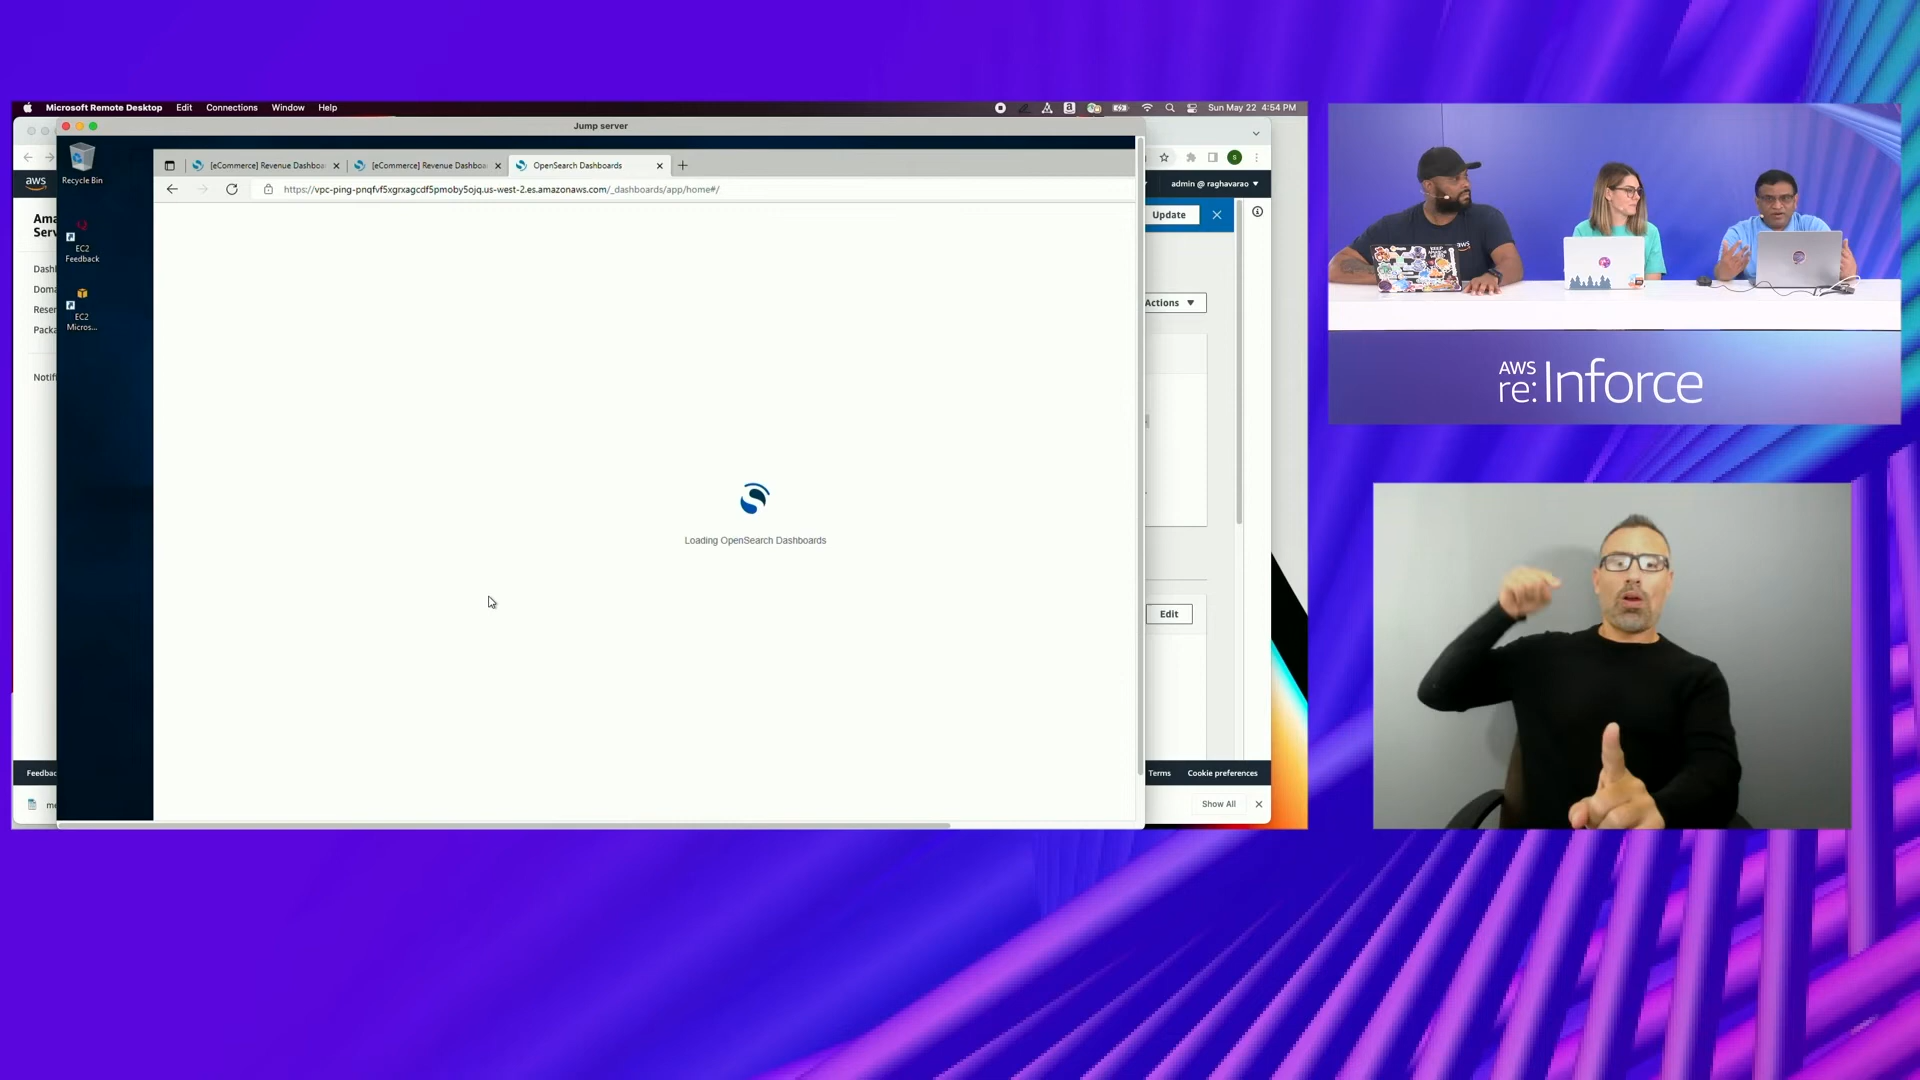 Microsoft Remote Desktop Edit Connections Window Help
Sun May 22 4:54 PM
Jump server
[eCommerce] Revenue Dashboa
[eCommerce] Revenue Dashboa
OpenSearch Dashboards
https://vpc-ping-pnqfvf5xgrxagcdf5pmoby5ojq.us-west-2.es.amazonaws.com/_dashboards/app/home#/
Recycle Bin
EC2
Feedback
EC2
Micros...
aws
Ama
Serv
Dash
Doma
Reser
Packa
Notifi
Feedbac
me
Loading OpenSearch Dashboards
admin @ raghavarao
Update
Actions
Edit
Terms Cookie preferences
Show All
aws
AWS
re:Inforce